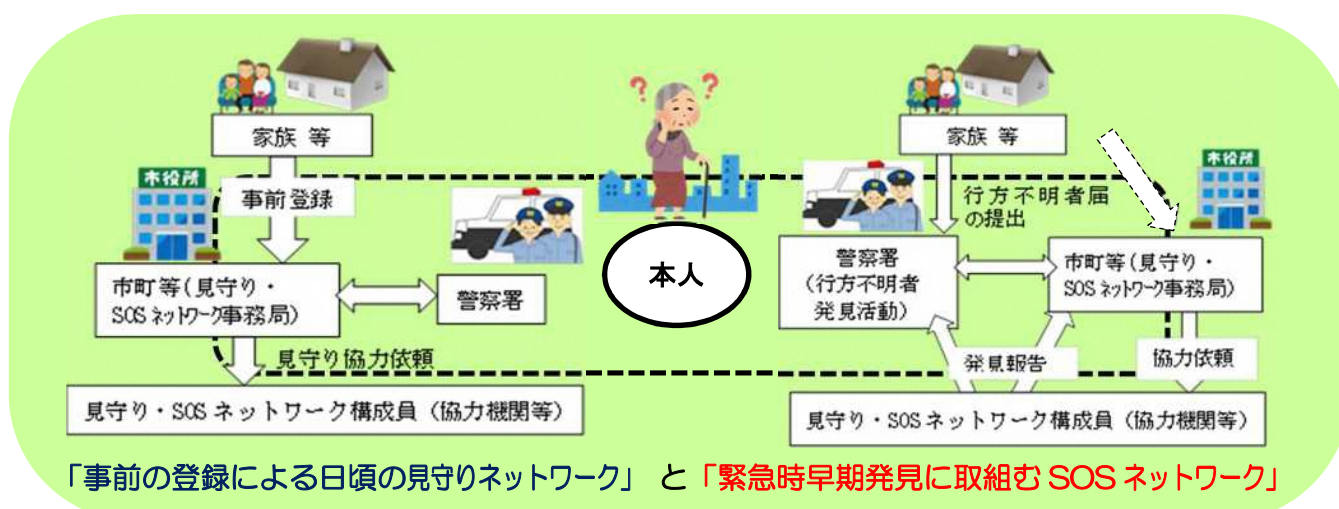 家族 等
市役所
事前登録
市町等(見守り・
SOSネットワーク事務局)
警察署
見守り協力依頼
見守り・SOSネットワーク構成員(協力機関等)
?
?
本人
家族 等
市役所
行方不明者届
の提出
警察署
(行方不明者
発見活動)
市町等(見守り・
SOSネットワーク事務局)
発見報告
協力依頼
見守り・SOSネットワーク構成員(協力機関等)
「事前の登録による日頃の見守りネットワーク」 と「緊急時早期発見に取組むSOSネットワーク」